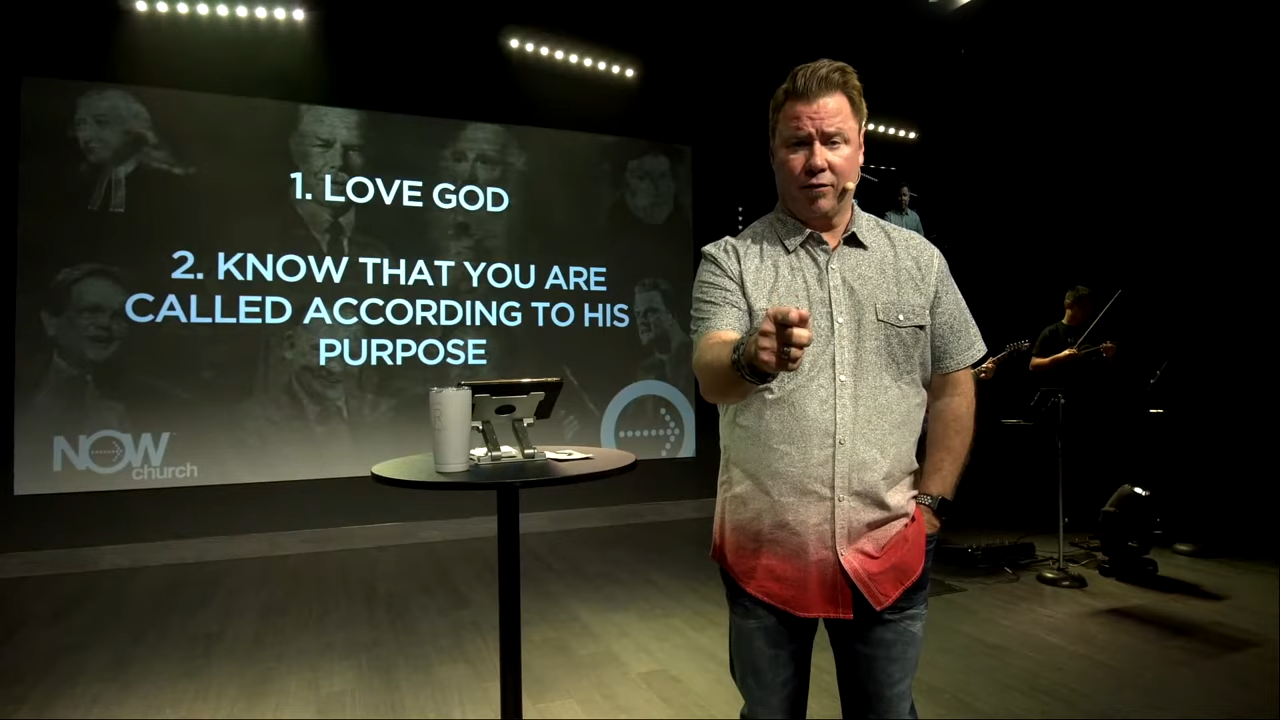 1. LOVE GOD
2. KNOW THAT YOU ARE
CALLED ACCORDING TO HIS
PURPOSE
NOW
church